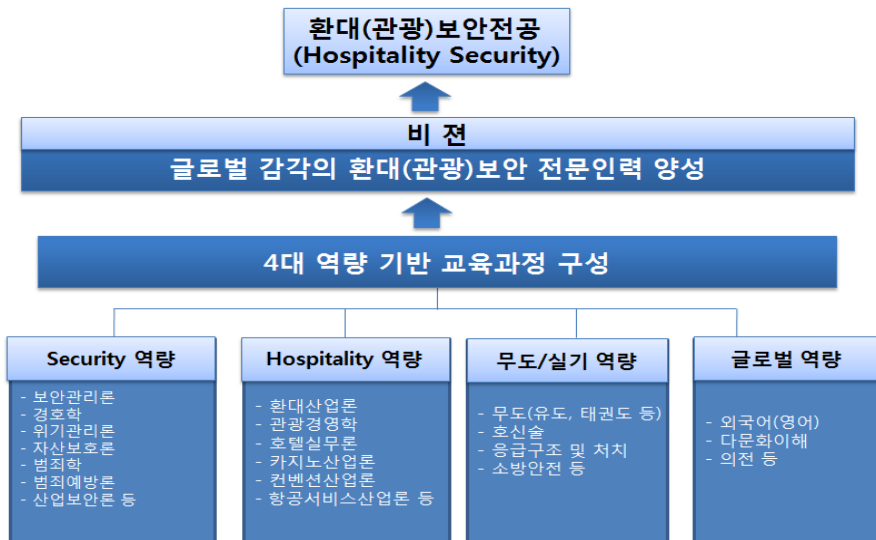 환대(관광)보안전공
(Hospitality Security)
비 젼
글로벌 감각의 환대(관광)보안 전문인력 양성
4대 역량 기반 교육과정 구성
Security 역량
- 보안관리론
- 경호학
- 위기관리론
- 자산보호론
- 범죄학
- 범죄예방론
- 산업보안론 등
Hospitality 역량
- 환대산업론
- 관광경영학
- 호텔실무론
- 카지노산업론
- 컨벤션산업론
- 항공서비스산업론 등
무도/실기 역량
- 무도(유도, 태권도 등)
- 호신술
- 응급구조 및 처치
- 소방안전 등
글로벌 역량
- 외국어(영어)
- 다문화이해
- 의전 등